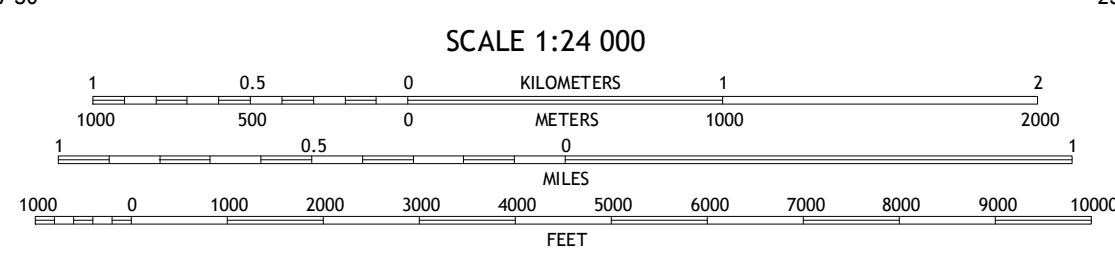 SCALE 1:24 000
1 0.5 0 KILOMETERS 1 2
1000 500 0 METERS 1000 2000
1 0.5 0 1
MILES
1000 0 1000 2000 3000 4000 5000 6000 7000 8000 9000 10000
FEET